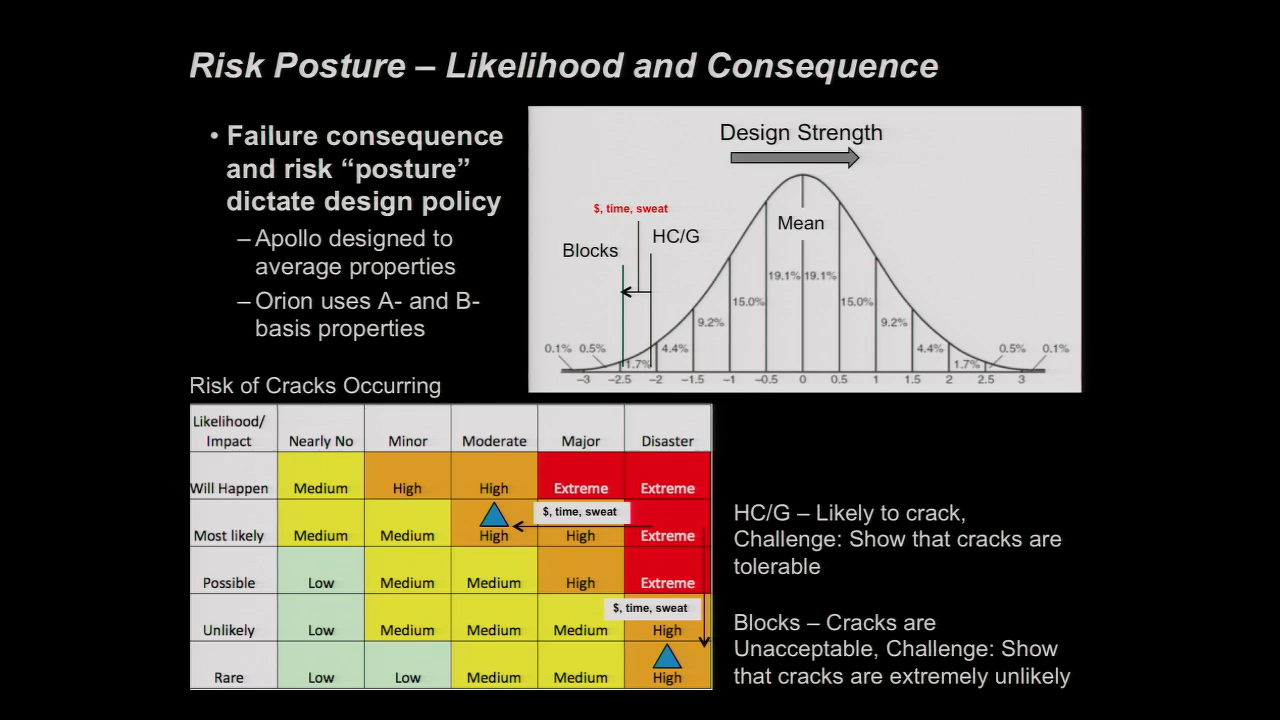 Risk Posture – Likelihood and Consequence
• Failure consequence
and risk “posture”
dictate design policy
– Apollo designed to
average properties
– Orion uses A- and B-
basis properties
Design Strength
$, time, sweat
HC/G
Blocks
Mean
19.1% 19.1%
15.0% 15.0%
9.2% 9.2%
0.1% 0.5% 1.7% 4.4% 4.4% 1.7% 0.5% 0.1%
−3 −2.5 −2 −1.5 −1 −0.5 0 0.5 1 1.5 2 2.5 3
Risk of Cracks Occurring
Likelihood/
Impact Nearly No Minor Moderate Major Disaster
Will Happen Medium High High Extreme Extreme
$, time, sweat
Most likely Medium Medium High High Extreme
Possible Low Medium Medium High Extreme
$, time, sweat
Unlikely Low Medium Medium Medium High
Rare Low Low Medium Medium High
HC/G – Likely to crack,
Challenge: Show that cracks are
tolerable
Blocks – Cracks are
Unacceptable, Challenge: Show
that cracks are extremely unlikely